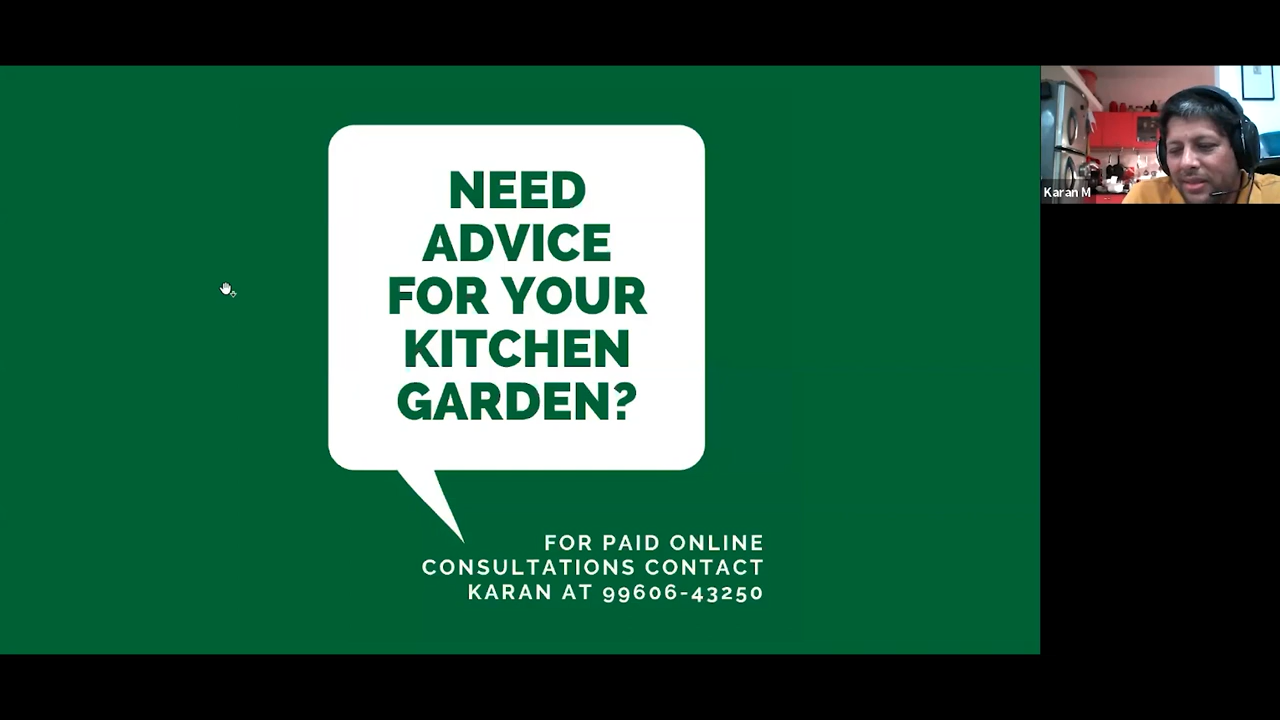 NEED
ADVICE
FOR YOUR
KITCHEN
GARDEN?
FOR PAID ONLINE
CONSULTATIONS CONTACT
KARAN AT 99606-43250
Karan M